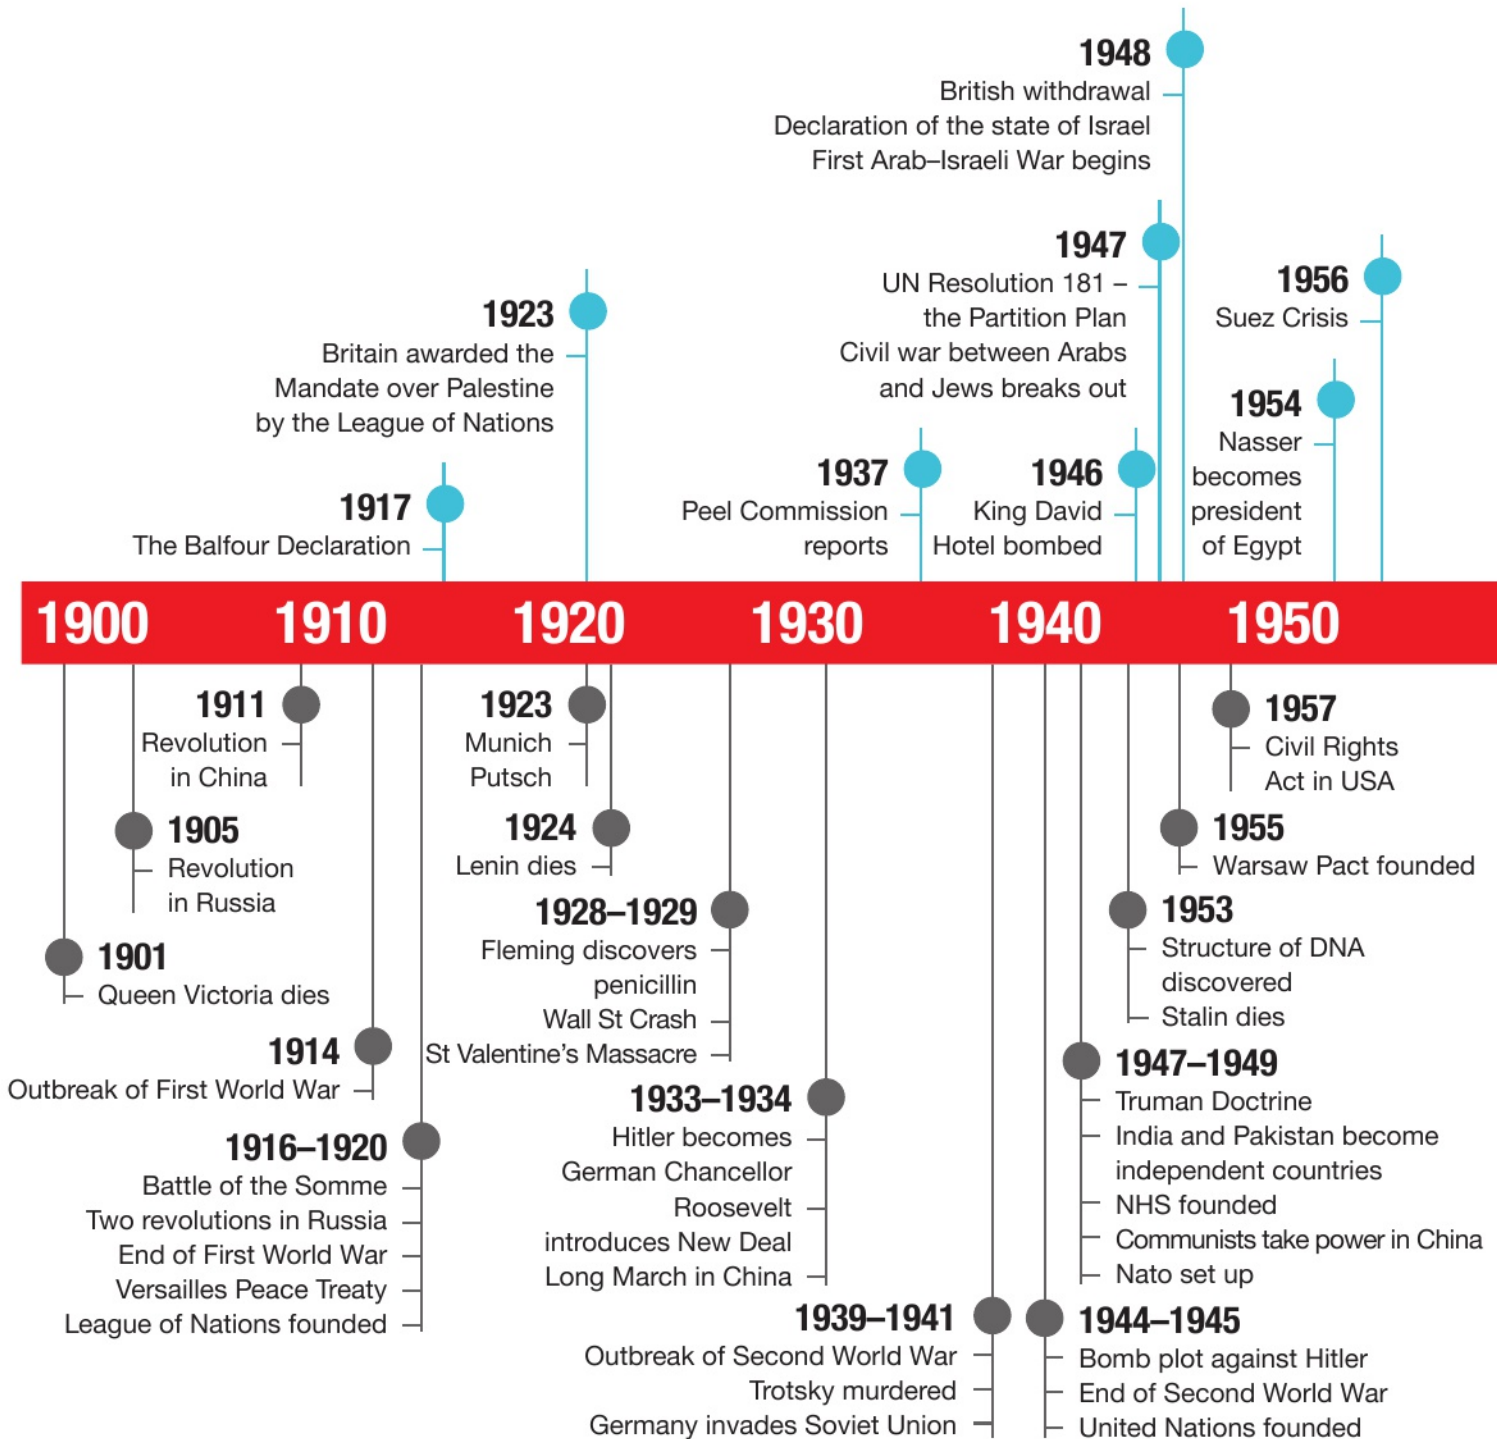 1948
British withdrawal
Declaration of the state of Israel
First Arab–Israeli War begins
1947
UN Resolution 181 –
the Partition Plan
Civil war between Arabs
and Jews breaks out
1956
Suez Crisis
1923
Britain awarded the
Mandate over Palestine
by the League of Nations
1954
Nasser
becomes
president
of Egypt
1917
The Balfour Declaration
1937
Peel Commission
reports
1946
King David
Hotel bombed
1900 1910 1920 1930 1940 1950
1911
Revolution
in China
1905
Revolution
in Russia
1901
Queen Victoria dies
1914
Outbreak of First World War
1916–1920
Battle of the Somme
Two revolutions in Russia
End of First World War
Versailles Peace Treaty
League of Nations founded
1923
Munich
Putsch
1924
Lenin dies
1928–1929
Fleming discovers
penicillin
Wall St Crash
St Valentine’s Massacre
1933–1934
Hitler becomes
German Chancellor
Roosevelt
introduces New Deal
Long March in China
1939–1941
Outbreak of Second World War
Trotsky murdered
Germany invades Soviet Union
1957
Civil Rights
Act in USA
1955
Warsaw Pact founded
1953
Structure of DNA
discovered
Stalin dies
1947–1949
Truman Doctrine
India and Pakistan become
independent countries
NHS founded
Communists take power in China
Nato set up
1944–1945
Bomb plot against Hitler
End of Second World War
United Nations founded